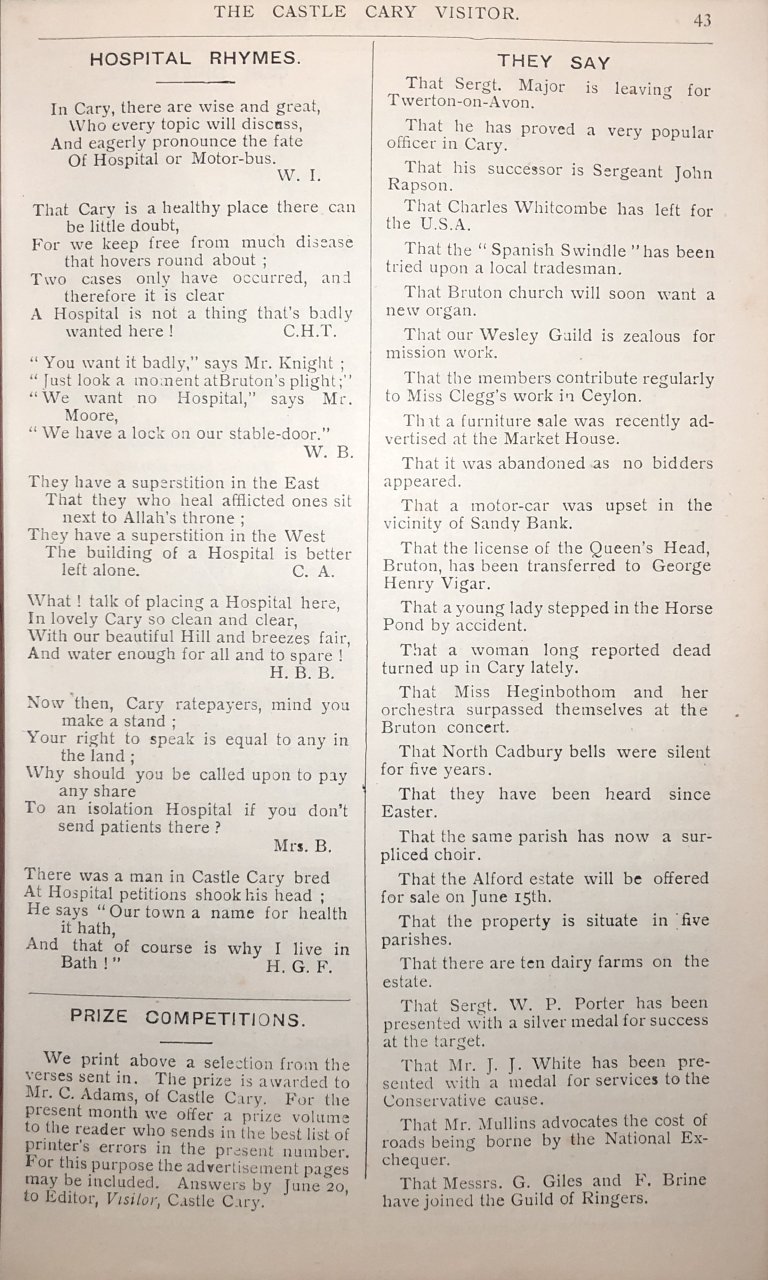 THE CASTLE CARY VISITOR.
43
HOSPITAL RHYMES.
In Cary, there are wise and great,
Who every topic will discuss,
And eagerly pronounce the fate
Of Hospital or Motor-bus.
W. I.
That Cary is a healthy place there can
be little doubt,
For we keep free from much disease
that hovers round about ;
Two cases only have occurred, and
therefore it is clear
A Hospital is not a thing that's badly
wanted here ! C.H.T.
" You want it badly," says Mr. Knight ;
" Just look a moment at Bruton's plight ;"
" We want no Hospital," says Mr.
Moore,
" We have a lock on our stable-door."
W. B.
They have a superstition in the East
That they who heal afflicted ones sit
next to Allah's throne ;
They have a superstition in the West
The building of a Hospital is better
left alone. C. A.
What ! talk of placing a Hospital here,
In lovely Cary so clean and clear,
With our beautiful Hill and breezes fair,
And water enough for all and to spare !
H. B. B.
Now then, Cary ratepayers, mind you
make a stand ;
Your right to speak is equal to any in
the land ;
Why should you be called upon to pay
any share
To an isolation Hospital if you don't
send patients there ?
Mrs. B.
There was a man in Castle Cary bred
At Hospital petitions shook his head ;
He says " Our town a name for health
it hath,
And that of course is why I live in
Bath ! " H. G. F.
PRIZE COMPETITIONS.
We print above a selection from the
verses sent in. The prize is awarded to
Mr. C. Adams, of Castle Cary. For the
present month we offer a prize volume
to the reader who sends in the best list of
printer's errors in the present number.
For this purpose the advertisement pages
may be included. Answers by June 20,
to Editor, Visitor, Castle Cary.
THEY SAY
That Sergt. Major is leaving for
Twerton-on-Avon.
That he has proved a very popular
officer in Cary.
That his successor is Sergeant John
Rapson.
That Charles Whitcombe has left for
the U.S.A.
That the " Spanish Swindle " has been
tried upon a local tradesman.
That Bruton church will soon want a
new organ.
That our Wesley Guild is zealous for
mission work.
That the members contribute regularly
to Miss Clegg's work in Ceylon.
That a furniture sale was recently ad-
vertised at the Market House.
That it was abandoned as no bidders
appeared.
That a motor-car was upset in the
vicinity of Sandy Bank.
That the license of the Queen's Head,
Bruton, has been transferred to George
Henry Vigar.
That a young lady stepped in the Horse
Pond by accident.
That a woman long reported dead
turned up in Cary lately.
That Miss Heginbothom and her
orchestra surpassed themselves at the
Bruton concert.
That North Cadbury bells were silent
for five years.
That they have been heard since
Easter.
That the same parish has now a sur-
pliced choir.
That the Alford estate will be offered
for sale on June 15th.
That the property is situate in five
parishes.
That there are ten dairy farms on the
estate.
That Sergt. W. P. Porter has been
presented with a silver medal for success
at the target.
That Mr. J. J. White has been pre-
sented with a medal for services to the
Conservative cause.
That Mr. Mullins advocates the cost of
roads being borne by the National Ex-
chequer.
That Messrs. G. Giles and F. Brine
have joined the Guild of Ringers.